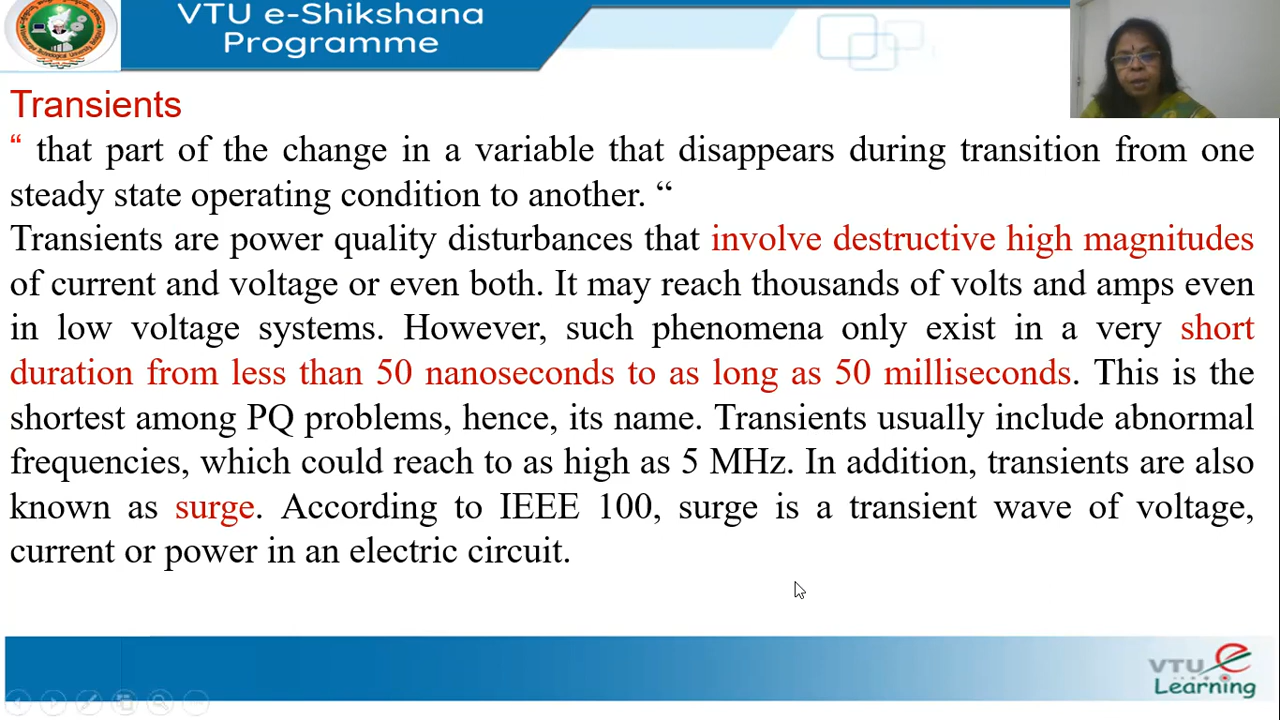 VTU e-Shikshana
Programme
Transients
“ that part of the change in a variable that disappears during transition from one
steady state operating condition to another. “
Transients are power quality disturbances that involve destructive high magnitudes
of current and voltage or even both. It may reach thousands of volts and amps even
in low voltage systems. However, such phenomena only exist in a very short
duration from less than 50 nanoseconds to as long as 50 milliseconds. This is the
shortest among PQ problems, hence, its name. Transients usually include abnormal
frequencies, which could reach to as high as 5 MHz. In addition, transients are also
known as surge. According to IEEE 100, surge is a transient wave of voltage,
current or power in an electric circuit.
VTU e
Learning